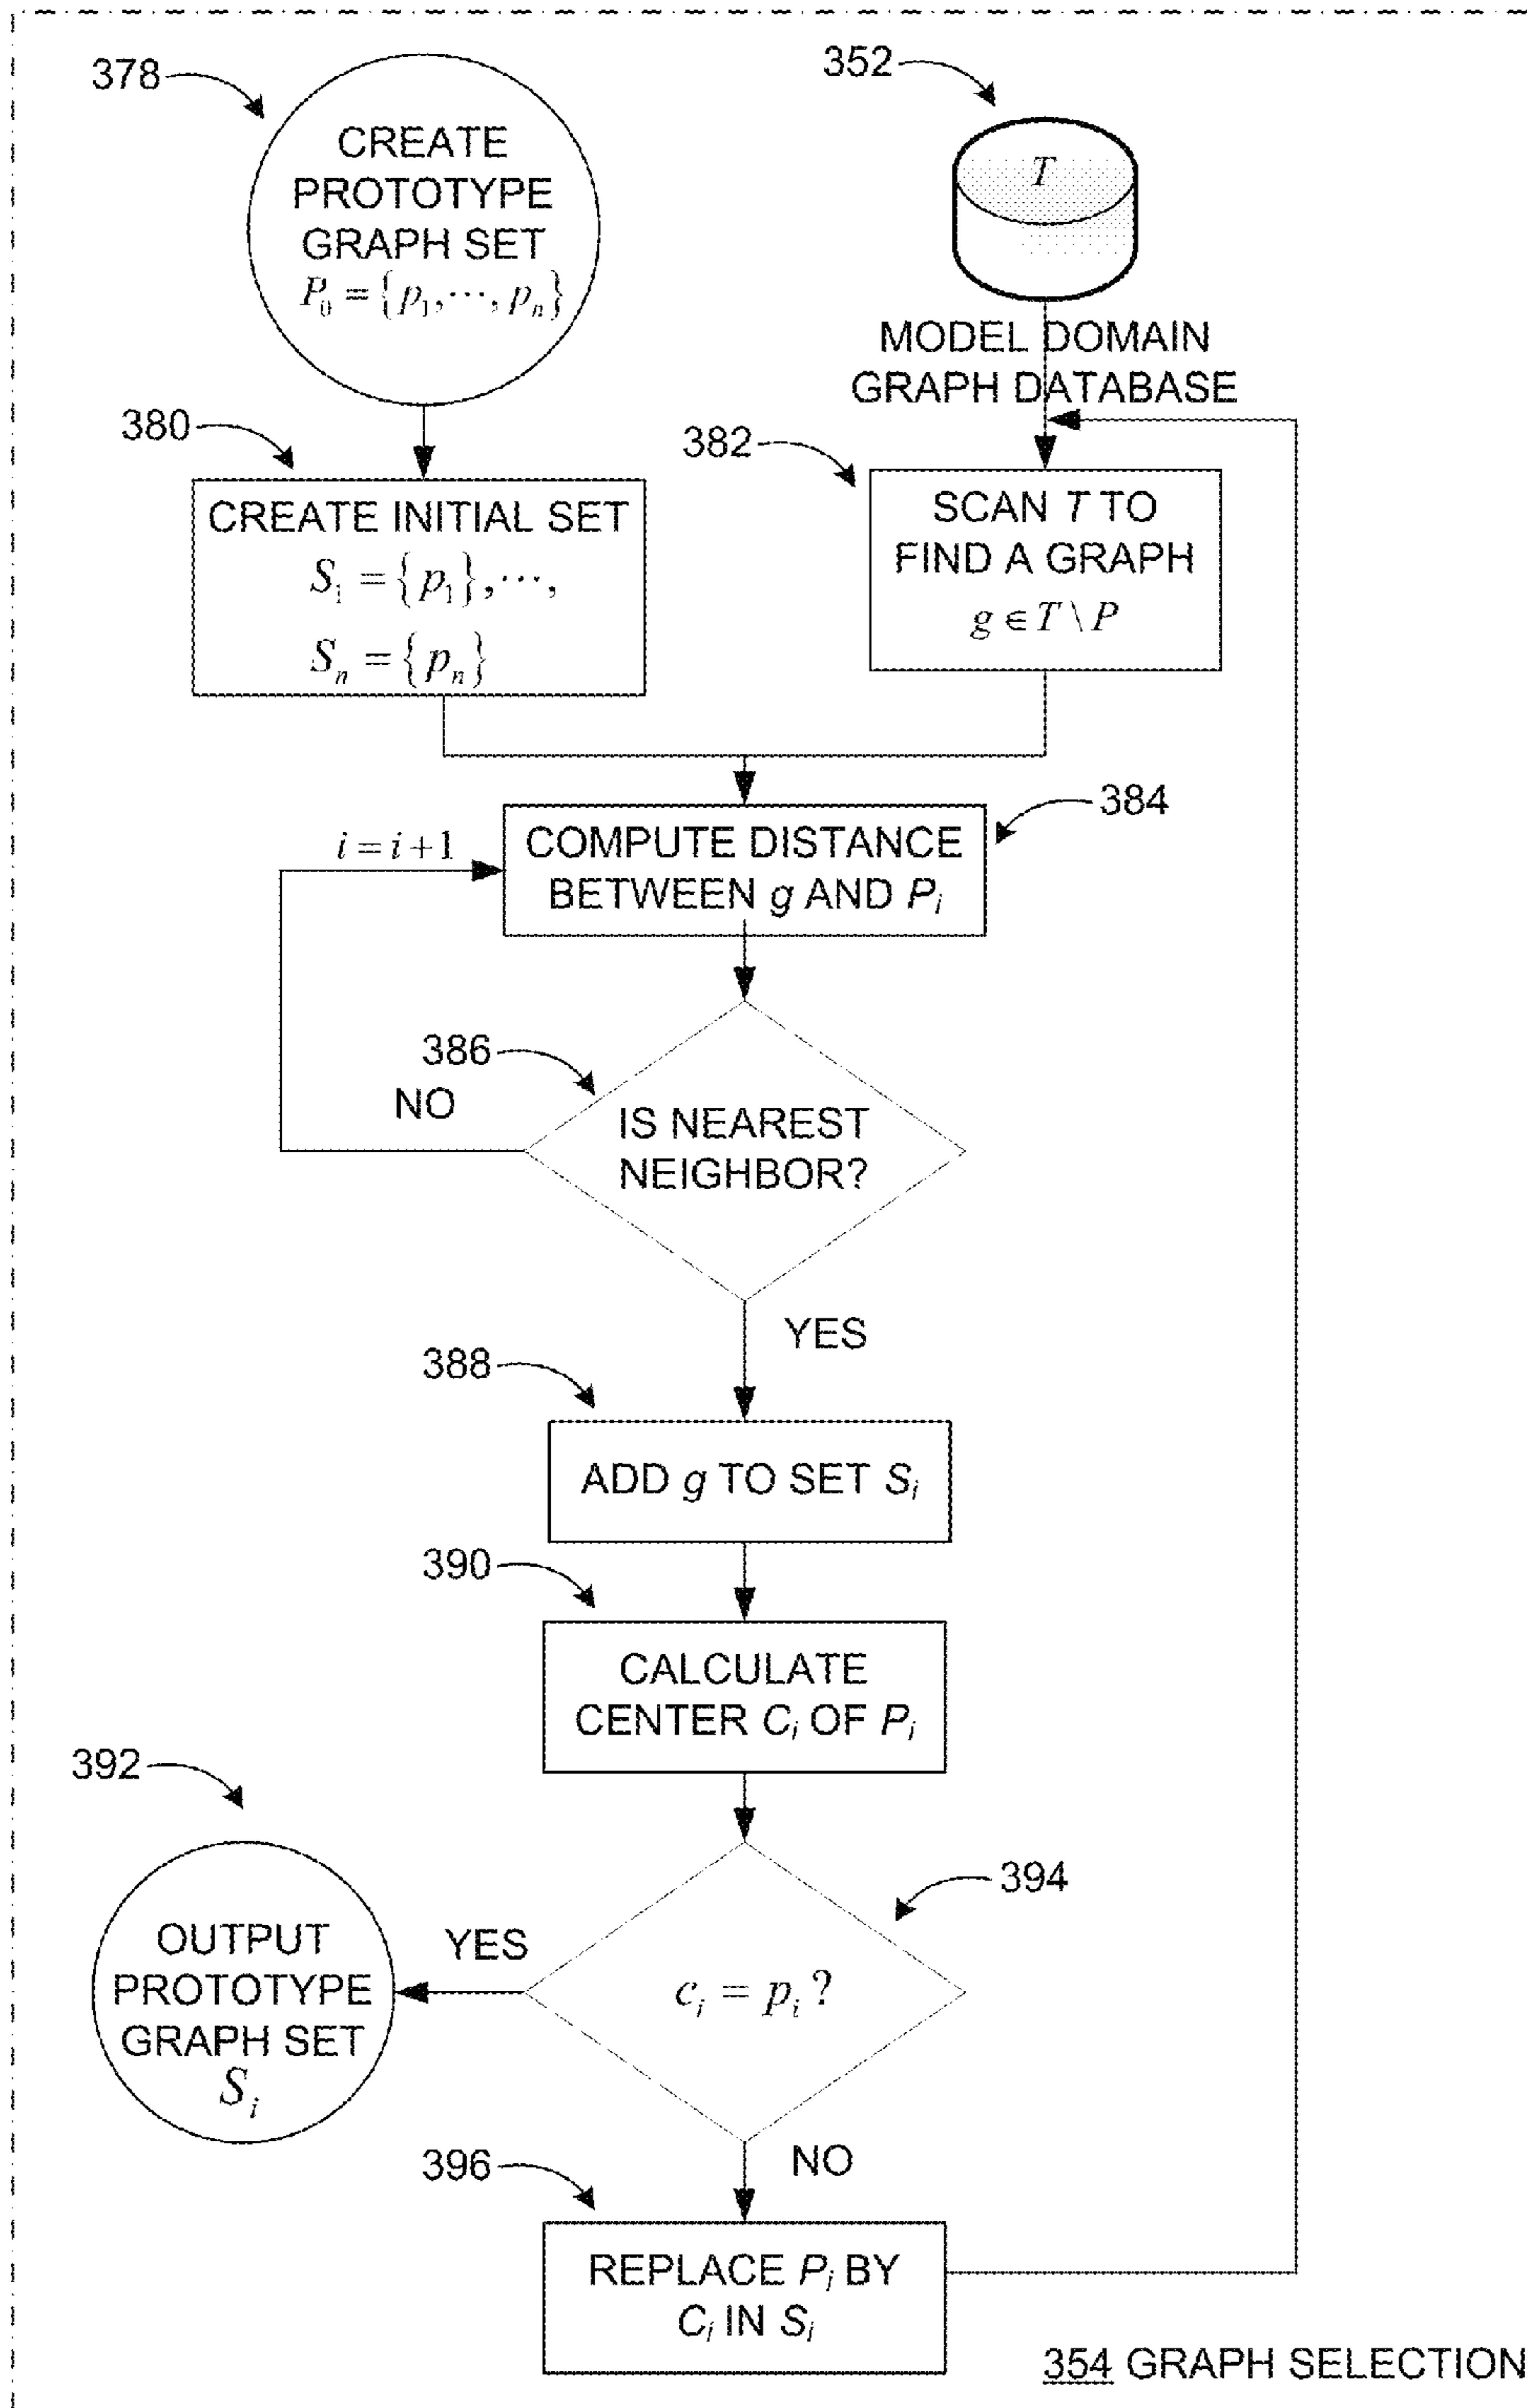 378
CREATE
PROTOTYPE
GRAPH SET
P₀ = {p₁,⋯, pₙ}
352
T
MODEL DOMAIN
GRAPH DATABASE
380
CREATE INITIAL SET
S₁ = {p₁},⋯,
Sₙ = {pₙ}
382
SCAN T TO
FIND A GRAPH
g ∈ T \ P
384
i = i+1
COMPUTE DISTANCE
BETWEEN g AND Pᵢ
386
NO
IS NEAREST
NEIGHBOR?
YES
388
ADD g TO SET Sᵢ
390
CALCULATE
CENTER Cᵢ OF Pᵢ
392
OUTPUT
PROTOTYPE
GRAPH SET
Sᵢ
YES
394
cᵢ = pᵢ ?
NO
396
REPLACE Pᵢ BY
Cᵢ IN Sᵢ
354 GRAPH SELECTION